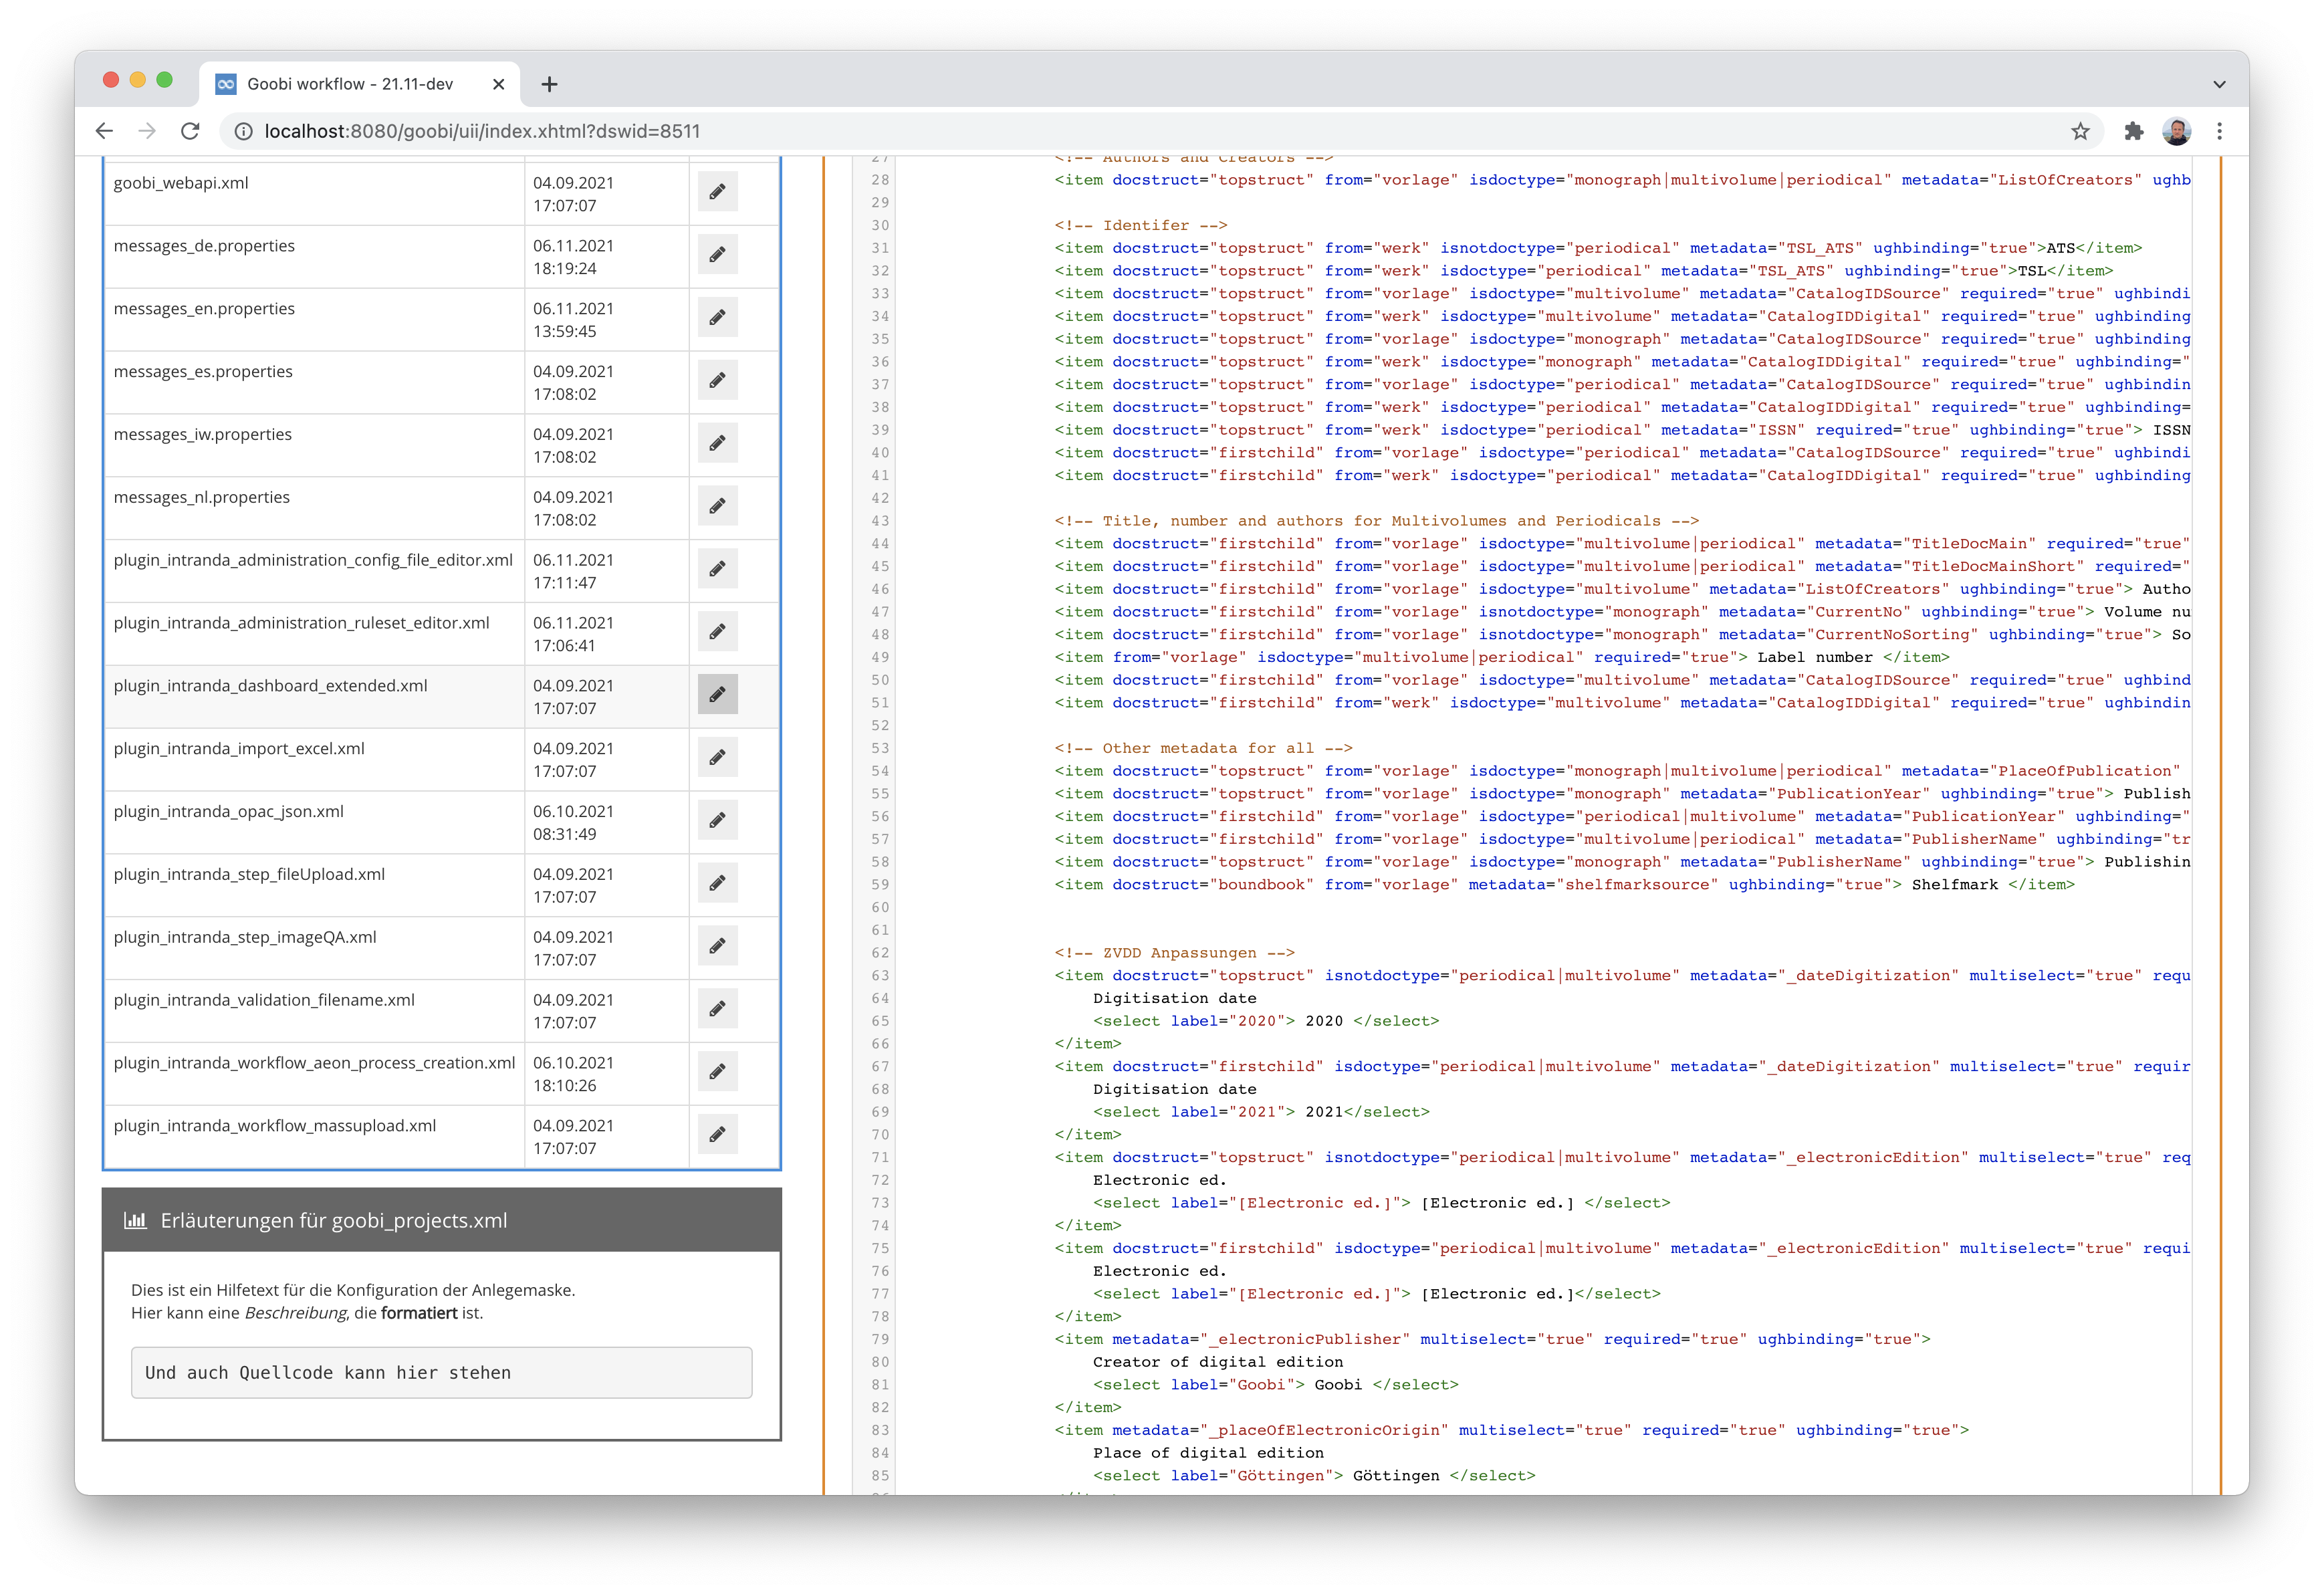 Goobi workflow - 21.11-dev
localhost:8080/goobi/uii/index.xhtml?dswid=8511
goobi_webapi.xml
04.09.2021
17:07:07
messages_de.properties
06.11.2021
18:19:24
messages_en.properties
06.11.2021
13:59:45
messages_es.properties
04.09.2021
17:08:02
messages_iw.properties
04.09.2021
17:08:02
messages_nl.properties
04.09.2021
17:08:02
plugin_intranda_administration_config_file_editor.xml
06.11.2021
17:11:47
plugin_intranda_administration_ruleset_editor.xml
06.11.2021
17:06:41
plugin_intranda_dashboard_extended.xml
04.09.2021
17:07:07
plugin_intranda_import_excel.xml
04.09.2021
17:07:07
plugin_intranda_opac_json.xml
06.10.2021
08:31:49
plugin_intranda_step_fileUpload.xml
04.09.2021
17:07:07
plugin_intranda_step_imageQA.xml
04.09.2021
17:07:07
plugin_intranda_validation_filename.xml
04.09.2021
17:07:07
plugin_intranda_workflow_aeon_process_creation.xml
06.10.2021
18:10:26
plugin_intranda_workflow_massupload.xml
04.09.2021
17:07:07
Erläuterungen für goobi_projects.xml
Dies ist ein Hilfetext für die Konfiguration der Anlegemaske.
Hier kann eine Beschreibung, die formatiert ist.
Und auch Quellcode kann hier stehen
27 <!-- Authors and Creators -->
28 <item docstruct="topstruct" from="vorlage" isdoctype="monograph|multivolume|periodical" metadata="ListOfCreators" ughb
29
30 <!-- Identifer -->
31 <item docstruct="topstruct" from="werk" isnotdoctype="periodical" metadata="TSL_ATS" ughbinding="true">ATS</item>
32 <item docstruct="topstruct" from="werk" isdoctype="periodical" metadata="TSL_ATS" ughbinding="true">TSL</item>
33 <item docstruct="topstruct" from="vorlage" isdoctype="multivolume" metadata="CatalogIDSource" required="true" ughbindi
34 <item docstruct="topstruct" from="werk" isdoctype="multivolume" metadata="CatalogIDDigital" required="true" ughbinding
35 <item docstruct="topstruct" from="vorlage" isdoctype="monograph" metadata="CatalogIDSource" required="true" ughbinding
36 <item docstruct="topstruct" from="werk" isdoctype="monograph" metadata="CatalogIDDigital" required="true" ughbinding="
37 <item docstruct="topstruct" from="vorlage" isdoctype="periodical" metadata="CatalogIDSource" required="true" ughbindin
38 <item docstruct="topstruct" from="werk" isdoctype="periodical" metadata="CatalogIDDigital" required="true" ughbinding=
39 <item docstruct="topstruct" from="werk" isdoctype="periodical" metadata="ISSN" required="true" ughbinding="true"> ISSN
40 <item docstruct="firstchild" from="vorlage" isdoctype="periodical" metadata="CatalogIDSource" required="true" ughbindi
41 <item docstruct="firstchild" from="werk" isdoctype="periodical" metadata="CatalogIDDigital" required="true" ughbinding
42
43 <!-- Title, number and authors for Multivolumes and Periodicals -->
44 <item docstruct="firstchild" from="vorlage" isdoctype="multivolume|periodical" metadata="TitleDocMain" required="true"
45 <item docstruct="firstchild" from="vorlage" isdoctype="multivolume|periodical" metadata="TitleDocMainShort" required="
46 <item docstruct="firstchild" from="vorlage" isdoctype="multivolume" metadata="ListOfCreators" ughbinding="true"> Autho
47 <item docstruct="firstchild" from="vorlage" isnotdoctype="monograph" metadata="CurrentNo" ughbinding="true"> Volume nu
48 <item docstruct="firstchild" from="vorlage" isnotdoctype="monograph" metadata="CurrentNoSorting" ughbinding="true"> So
49 <item from="vorlage" isdoctype="multivolume|periodical" required="true"> Label number </item>
50 <item docstruct="firstchild" from="vorlage" isdoctype="multivolume" metadata="CatalogIDSource" required="true" ughbind
51 <item docstruct="firstchild" from="werk" isdoctype="multivolume" metadata="CatalogIDDigital" required="true" ughbindin
52
53 <!-- Other metadata for all -->
54 <item docstruct="topstruct" from="vorlage" isdoctype="monograph|multivolume|periodical" metadata="PlaceOfPublication"
55 <item docstruct="topstruct" from="vorlage" isdoctype="monograph" metadata="PublicationYear" ughbinding="true"> Publish
56 <item docstruct="firstchild" from="vorlage" isdoctype="periodical|multivolume" metadata="PublicationYear" ughbinding="
57 <item docstruct="firstchild" from="vorlage" isdoctype="multivolume|periodical" metadata="PublisherName" ughbinding="tr
58 <item docstruct="topstruct" from="vorlage" isdoctype="monograph" metadata="PublisherName" ughbinding="true"> Publishin
59 <item docstruct="boundbook" from="vorlage" metadata="shelfmarksource" ughbinding="true"> Shelfmark </item>
60
61
62 <!-- ZVDD Anpassungen -->
63 <item docstruct="topstruct" isnotdoctype="periodical|multivolume" metadata="_dateDigitization" multiselect="true" requ
64 Digitisation date
65 <select label="2020"> 2020 </select>
66 </item>
67 <item docstruct="firstchild" isdoctype="periodical|multivolume" metadata="_dateDigitization" multiselect="true" requir
68 Digitisation date
69 <select label="2021"> 2021</select>
70 </item>
71 <item docstruct="topstruct" isnotdoctype="periodical|multivolume" metadata="_electronicEdition" multiselect="true" req
72 Electronic ed.
73 <select label="[Electronic ed.]"> [Electronic ed.] </select>
74 </item>
75 <item docstruct="firstchild" isdoctype="periodical|multivolume" metadata="_electronicEdition" multiselect="true" requi
76 Electronic ed.
77 <select label="[Electronic ed.]"> [Electronic ed.]</select>
78 </item>
79 <item metadata="_electronicPublisher" multiselect="true" required="true" ughbinding="true">
80 Creator of digital edition
81 <select label="Goobi"> Goobi </select>
82 </item>
83 <item metadata="_placeOfElectronicOrigin" multiselect="true" required="true" ughbinding="true">
84 Place of digital edition
85 <select label="Göttingen"> Göttingen </select>